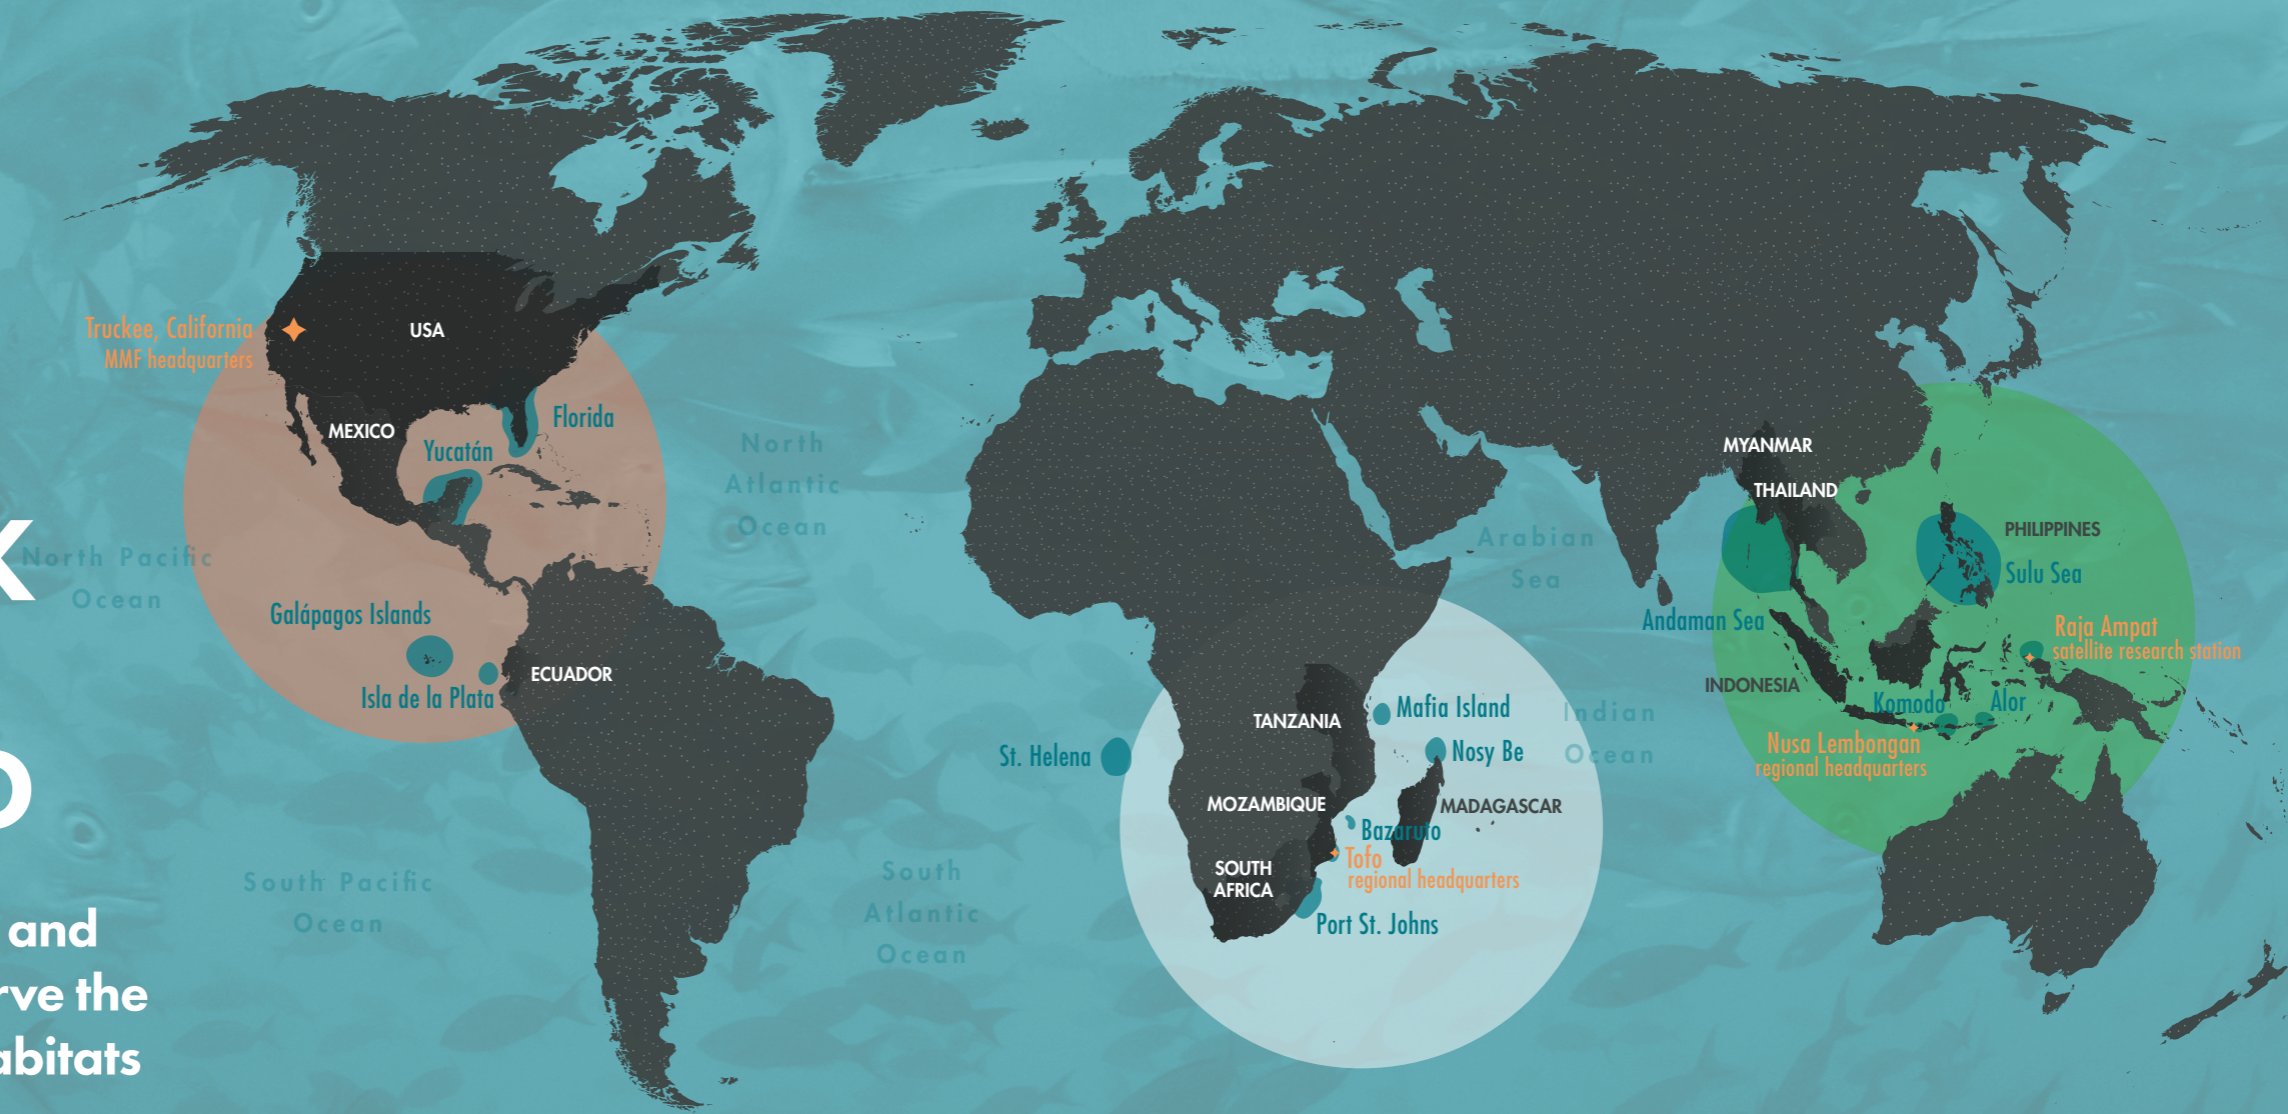 Truckee, California
MMF headquarters
USA
MEXICO
Florida
Yucatán
North Pacific
Ocean
Galápagos Islands
Isla de la Plata
ECUADOR
North
Atlantic
Ocean
South Pacific
Ocean
South
Atlantic
Ocean
St. Helena
TANZANIA
Mafia Island
Nosy Be
MOZAMBIQUE
MADAGASCAR
Bazaruto
Tofo
regional headquarters
SOUTH
AFRICA
Port St. Johns
Arabian
Sea
Indian
Ocean
MYANMAR
THAILAND
PHILIPPINES
Sulu Sea
Andaman Sea
Raja Ampat
satellite research station
INDONESIA
Komodo
Alor
Nusa Lembongan
regional headquarters
and
the